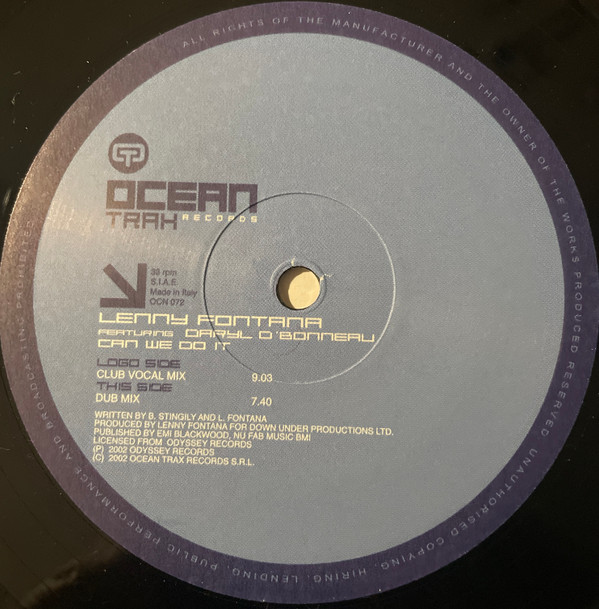 ALL RIGHTS OF THE MANUFACTURER AND THE OWNER OF THE WORKS PRODUCED RESERVED. UNAUTHORISED COPYING, HIRING, LENDING, PUBLIC PERFORMANCE AND BROADCASTING PROHIBITED.
OCEAN
TRAX RECORDS
33 rpm
S.I.A.E.
Made in Italy
OCN 072
LENNY FONTANA
FEATURING DARYL D'BONNEAU
CAN WE DO IT
LOGO SIDE
CLUB VOCAL MIX 9.03
THIS SIDE
DUB MIX 7.40
WRITTEN BY B. STINGILY AND L. FONTANA
PRODUCED BY LENNY FONTANA FOR DOWN UNDER PRODUCTIONS LTD.
PUBLISHED BY EMI BLACKWOOD, NU FAB MUSIC BMI
LICENSED FROM ODYSSEY RECORDS
(P) 2002 ODYSSEY RECORDS
(C) 2002 OCEAN TRAX RECORDS S.R.L.